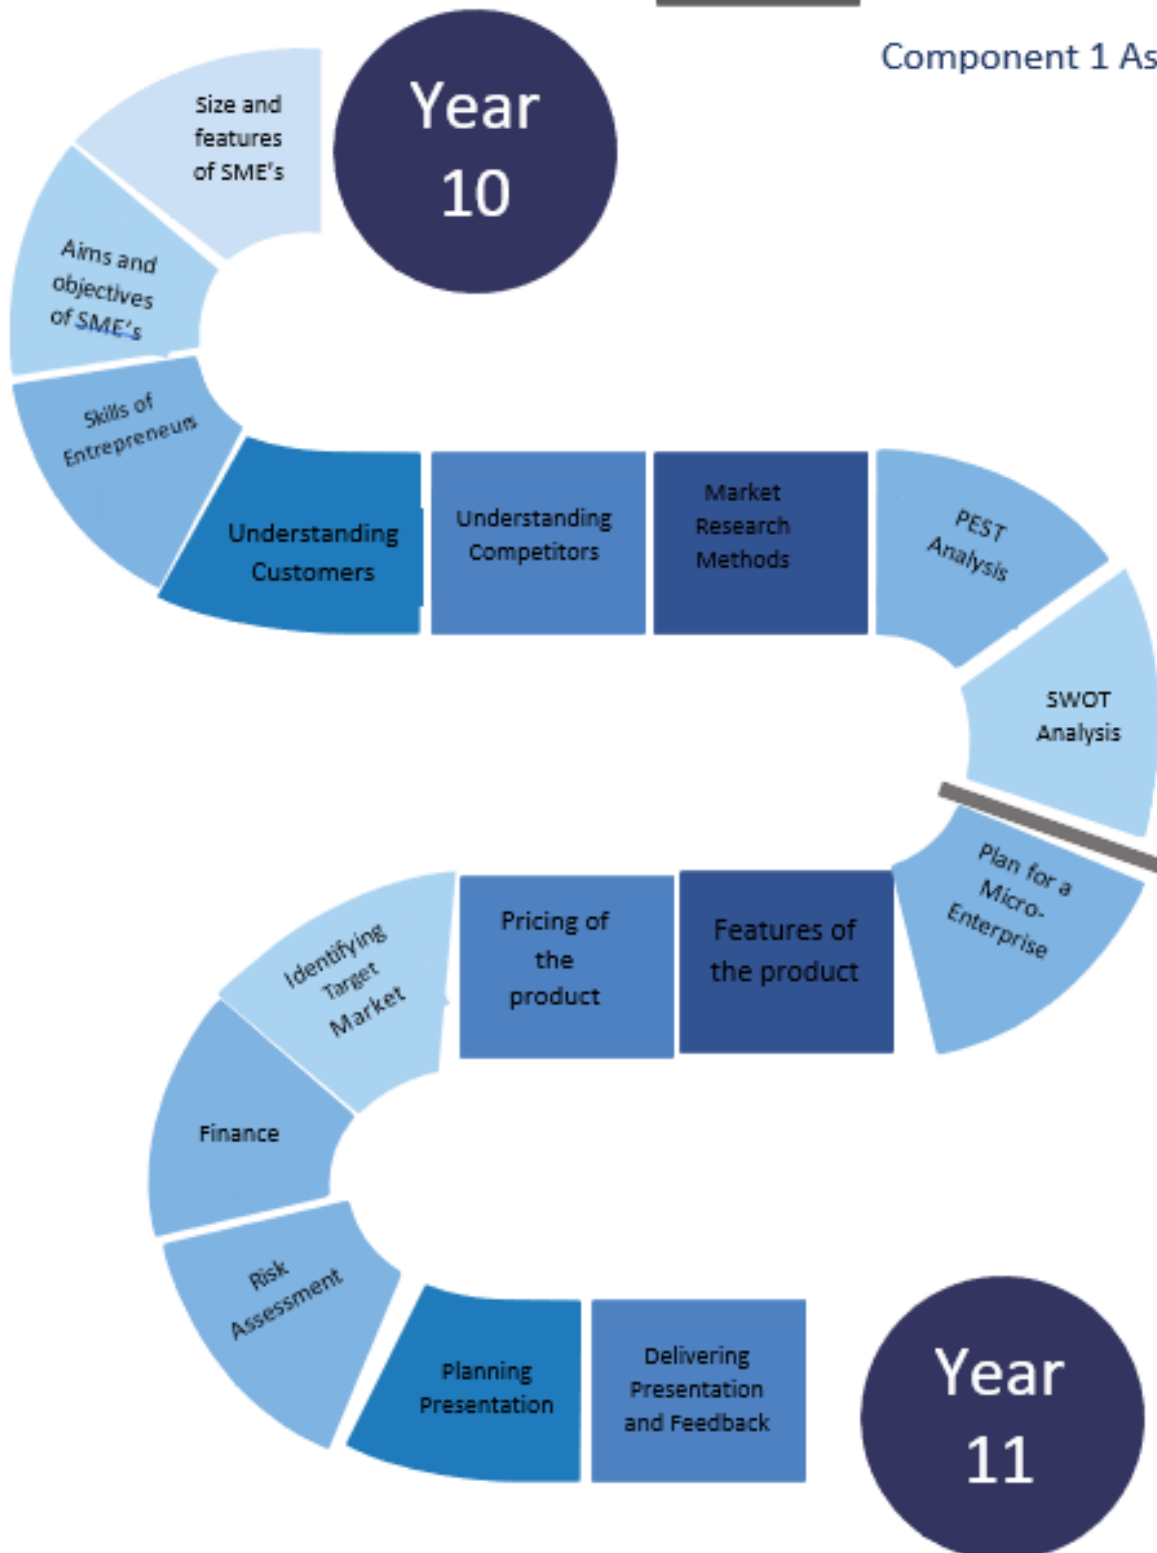 Component 1 As
Year
10
Size and
features
of SME's
Aims and
objectives
of SME's
Skills of
Entrepreneurs
Understanding
Customers
Understanding
Competitors
Market
Research
Methods
PEST
Analysis
SWOT
Analysis
Plan for a
Micro-
Enterprise
Features of
the product
Pricing of
the
product
Identifying
Target
Market
Finance
Risk
Assessment
Planning
Presentation
Delivering
Presentation
and Feedback
Year
11